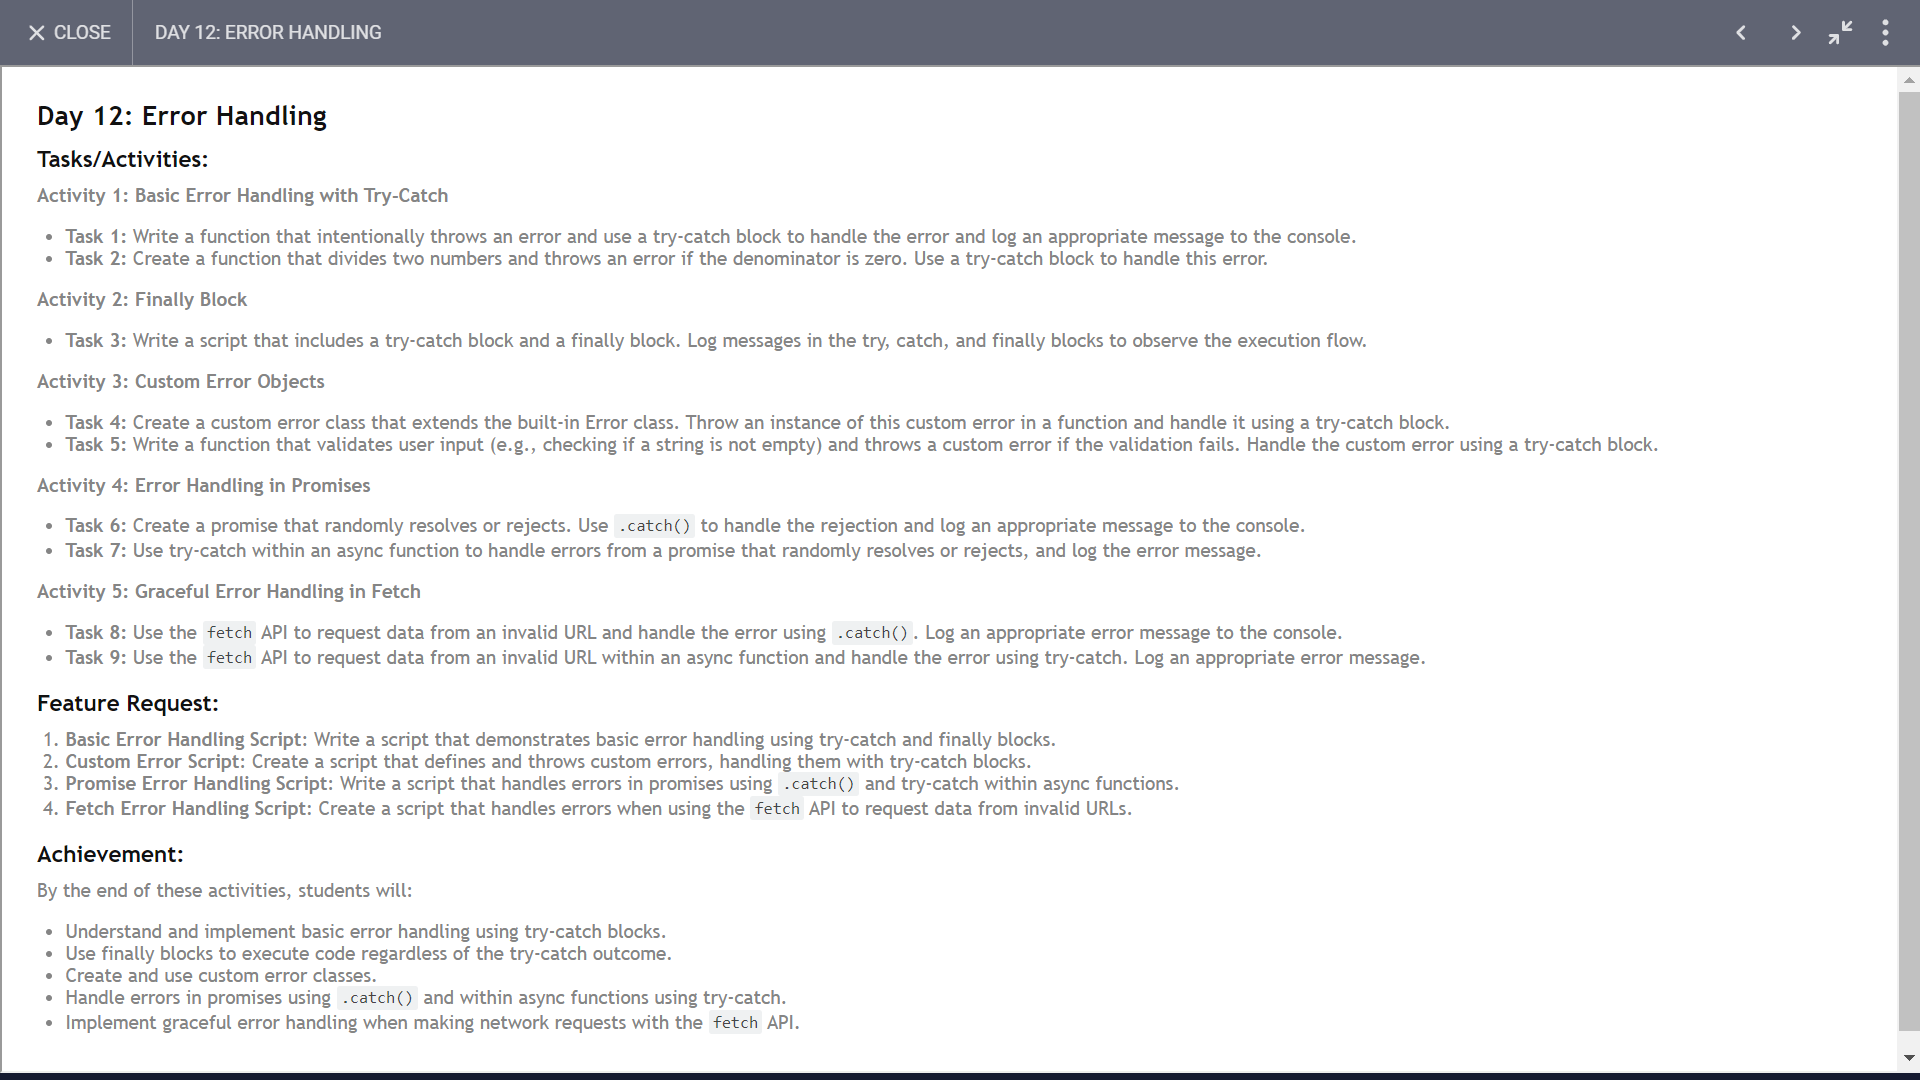 CLOSE
DAY 12: ERROR HANDLING
Day 12: Error Handling
Tasks/Activities:
Activity 1: Basic Error Handling with Try-Catch
• Task 1: Write a function that intentionally throws an error and use a try-catch block to handle the error and log an appropriate message to the console.
• Task 2: Create a function that divides two numbers and throws an error if the denominator is zero. Use a try-catch block to handle this error.
Activity 2: Finally Block
• Task 3: Write a script that includes a try-catch block and a finally block. Log messages in the try, catch, and finally blocks to observe the execution flow.
Activity 3: Custom Error Objects
• Task 4: Create a custom error class that extends the built-in Error class. Throw an instance of this custom error in a function and handle it using a try-catch block.
• Task 5: Write a function that validates user input (e.g., checking if a string is not empty) and throws a custom error if the validation fails. Handle the custom error using a try-catch block.
Activity 4: Error Handling in Promises
• Task 6: Create a promise that randomly resolves or rejects. Use .catch() to handle the rejection and log an appropriate message to the console.
• Task 7: Use try-catch within an async function to handle errors from a promise that randomly resolves or rejects, and log the error message.
Activity 5: Graceful Error Handling in Fetch
• Task 8: Use the fetch API to request data from an invalid URL and handle the error using .catch(). Log an appropriate error message to the console.
• Task 9: Use the fetch API to request data from an invalid URL within an async function and handle the error using try-catch. Log an appropriate error message.
Feature Request:
1. Basic Error Handling Script: Write a script that demonstrates basic error handling using try-catch and finally blocks.
2. Custom Error Script: Create a script that defines and throws custom errors, handling them with try-catch blocks.
3. Promise Error Handling Script: Write a script that handles errors in promises using .catch() and try-catch within async functions.
4. Fetch Error Handling Script: Create a script that handles errors when using the fetch API to request data from invalid URLs.
Achievement:
By the end of these activities, students will:
• Understand and implement basic error handling using try-catch blocks.
• Use finally blocks to execute code regardless of the try-catch outcome.
• Create and use custom error classes.
• Handle errors in promises using .catch() and within async functions using try-catch.
• Implement graceful error handling when making network requests with the fetch API.